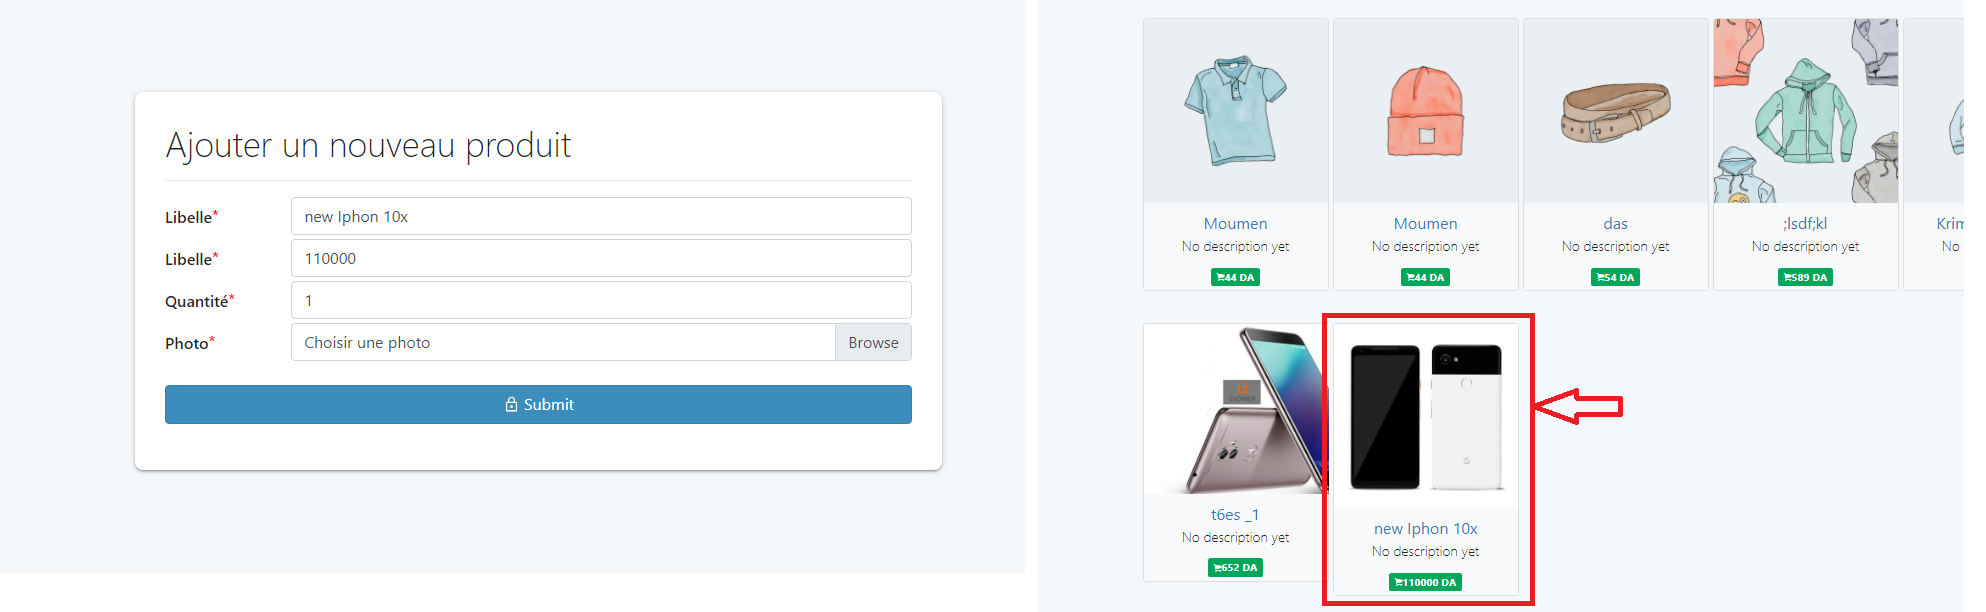 Ajouter un nouveau produit
Libelle*
new Iphon 10x
Libelle*
110000
Quantité*
1
Photo*
Choisir une photo
Browse
Submit
Moumen
No description yet
44 DA
Moumen
No description yet
44 DA
das
No description yet
54 DA
;lsdf;kl
No description yet
589 DA
Krim
No
GIONEE
t6es _1
No description yet
652 DA
new Iphon 10x
No description yet
110000 DA